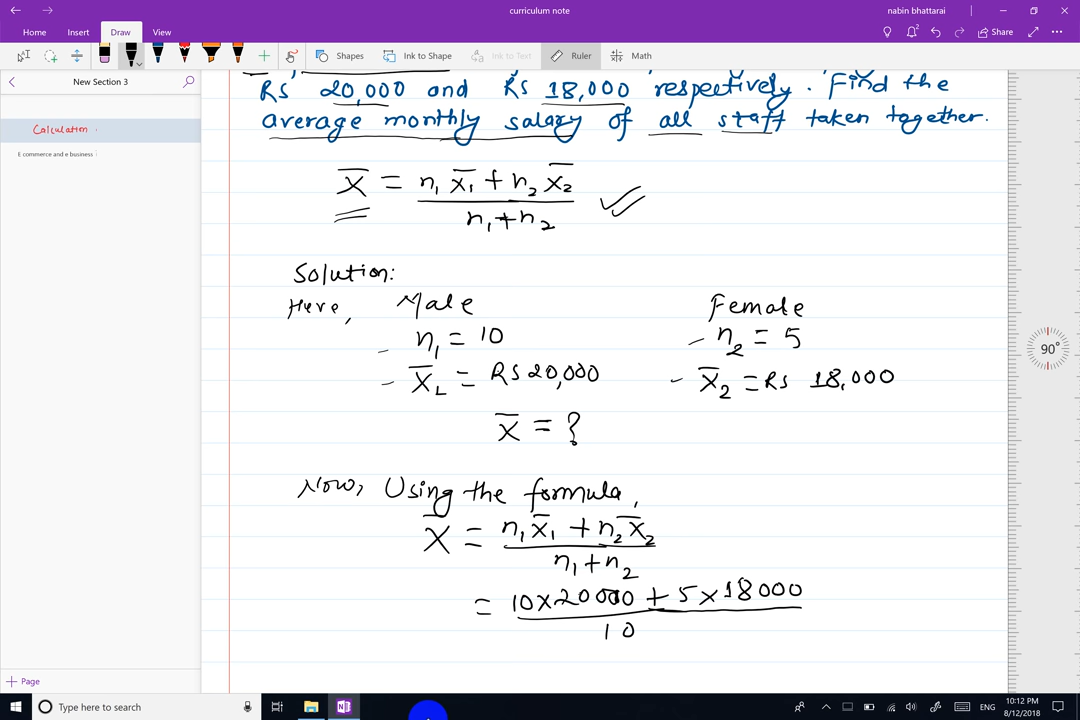 curriculum note
nabin bhattarai
Home Insert Draw View
Share
Shapes Ink to Shape Ink to Text Ruler Math
New Section 3
Calculation
E commerce and e business
Rs 20,000 and Rs 18,000 respectively. Find the
average monthly salary of all staff taken together.
X̅ = n₁ X̅₁ + n₂ X̅₂
n₁ + n₂
Solution:
Here, Male Female
n₁ = 10 n₂ = 5
X̅₁ = RS 20,000 X̅₂ = Rs 18,000
X̅ = ?
90°
Now, Using the formula,
X̅ = n₁ X̅₁ + n₂ X̅₂
n₁ + n₂
= 10 × 20000 + 5 × 18000
10
+ Page
Type here to search
ENG
10:12 PM
8/12/2018